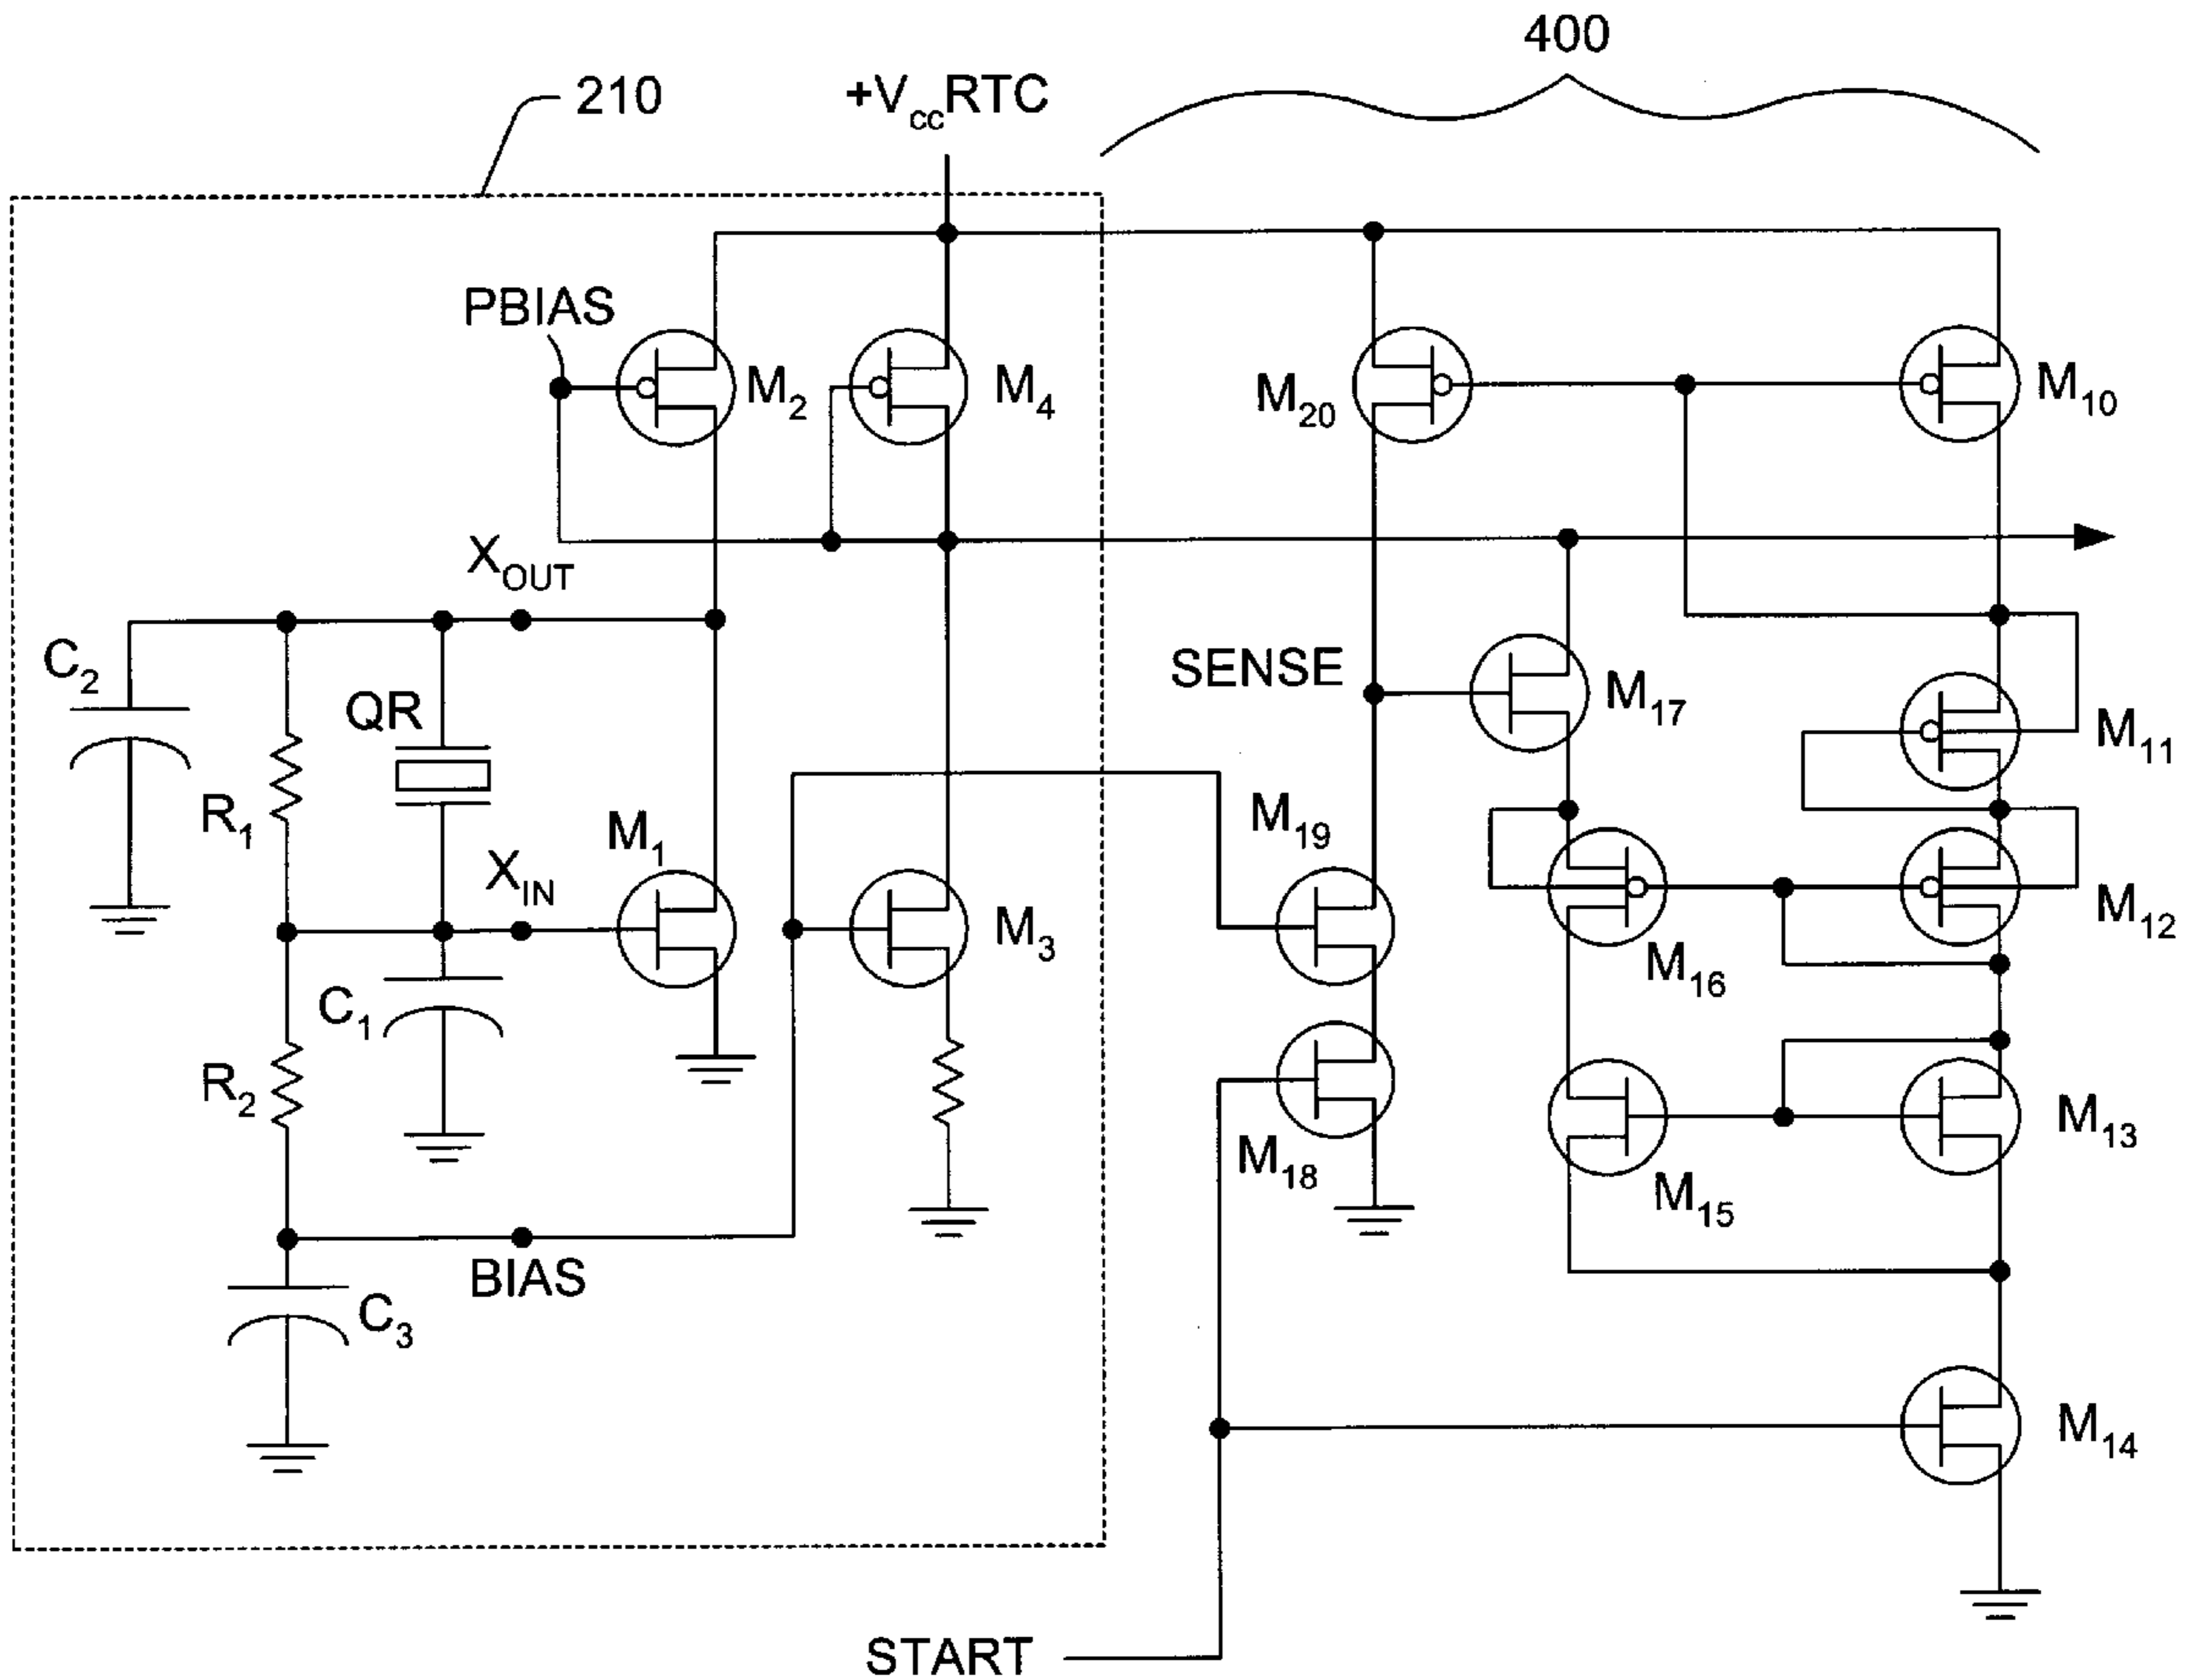 400
210
+VccRTC
PBIAS
M2
M4
M20
M10
XOUT
C2
QR
SENSE
M17
M11
R1
M1
M19
XIN
M3
M16
M12
C1
R2
M18
M15
M13
BIAS
C3
M14
START